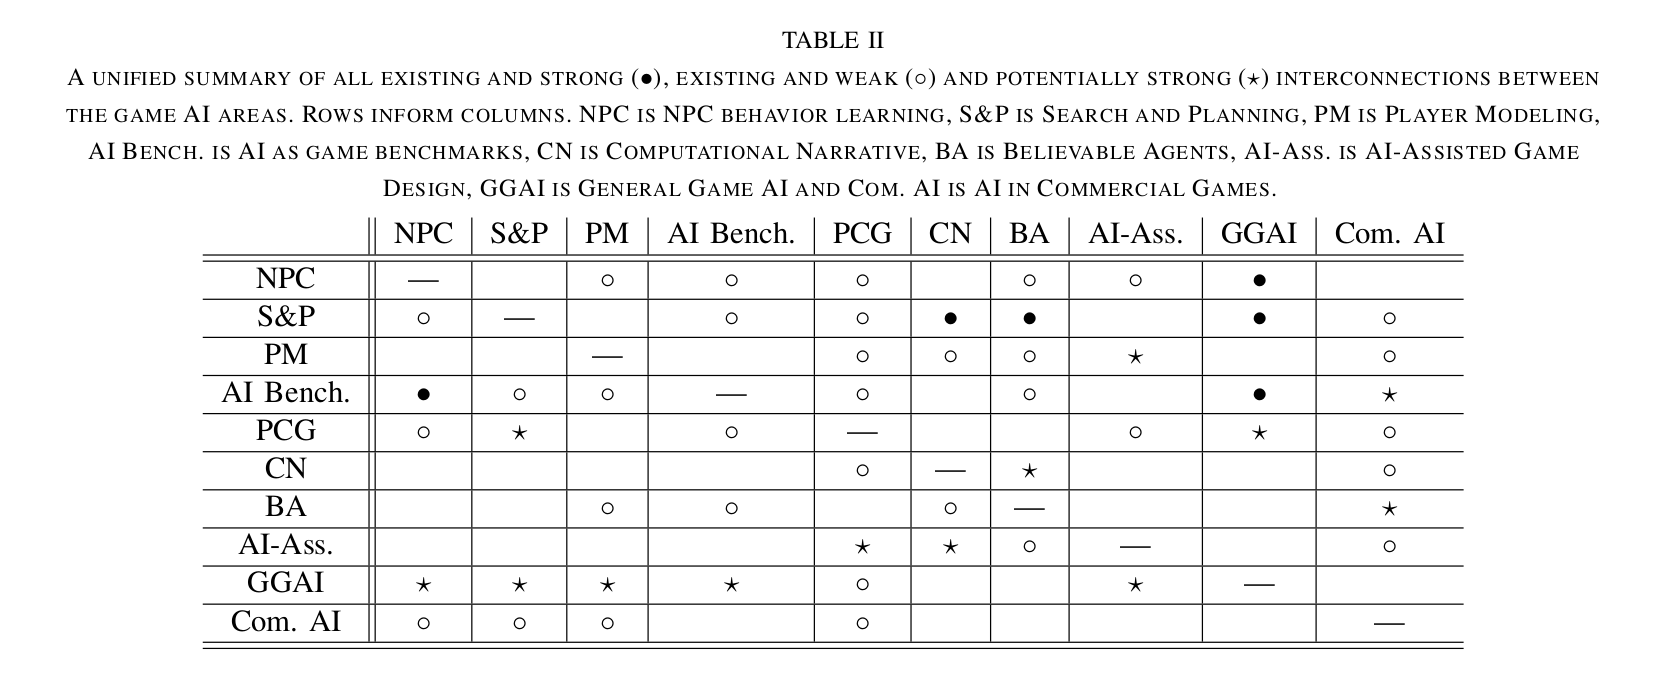 TABLE II
A UNIFIED SUMMARY OF ALL EXISTING AND STRONG (●), EXISTING AND WEAK (○) AND POTENTIALLY STRONG (⋆) INTERCONNECTIONS BETWEEN
THE GAME AI AREAS. ROWS INFORM COLUMNS. NPC IS NPC BEHAVIOR LEARNING, S&P IS SEARCH AND PLANNING, PM IS PLAYER MODELING,
AI BENCH. IS AI AS GAME BENCHMARKS, CN IS COMPUTATIONAL NARRATIVE, BA IS BELIEVABLE AGENTS, AI-ASS. IS AI-ASSISTED GAME
DESIGN, GGAI IS GENERAL GAME AI AND COM. AI IS AI IN COMMERCIAL GAMES.
NPC S&P PM AI Bench. PCG CN BA AI-Ass. GGAI Com. AI
NPC — ○ ○ ○ ○ ○ ●
S&P ○ — ○ ○ ● ● ● ○
PM — ○ ○ ○ ⋆ ○
AI Bench. ● ○ ○ — ○ ○ ● ⋆
PCG ○ ⋆ ○ — ○ ⋆ ○
CN ○ — ⋆ ○
BA ○ ○ ○ — ⋆
AI-Ass. ⋆ ⋆ ○ — ○
GGAI ⋆ ⋆ ⋆ ⋆ ○ ⋆ —
Com. AI ○ ○ ○ ○ —